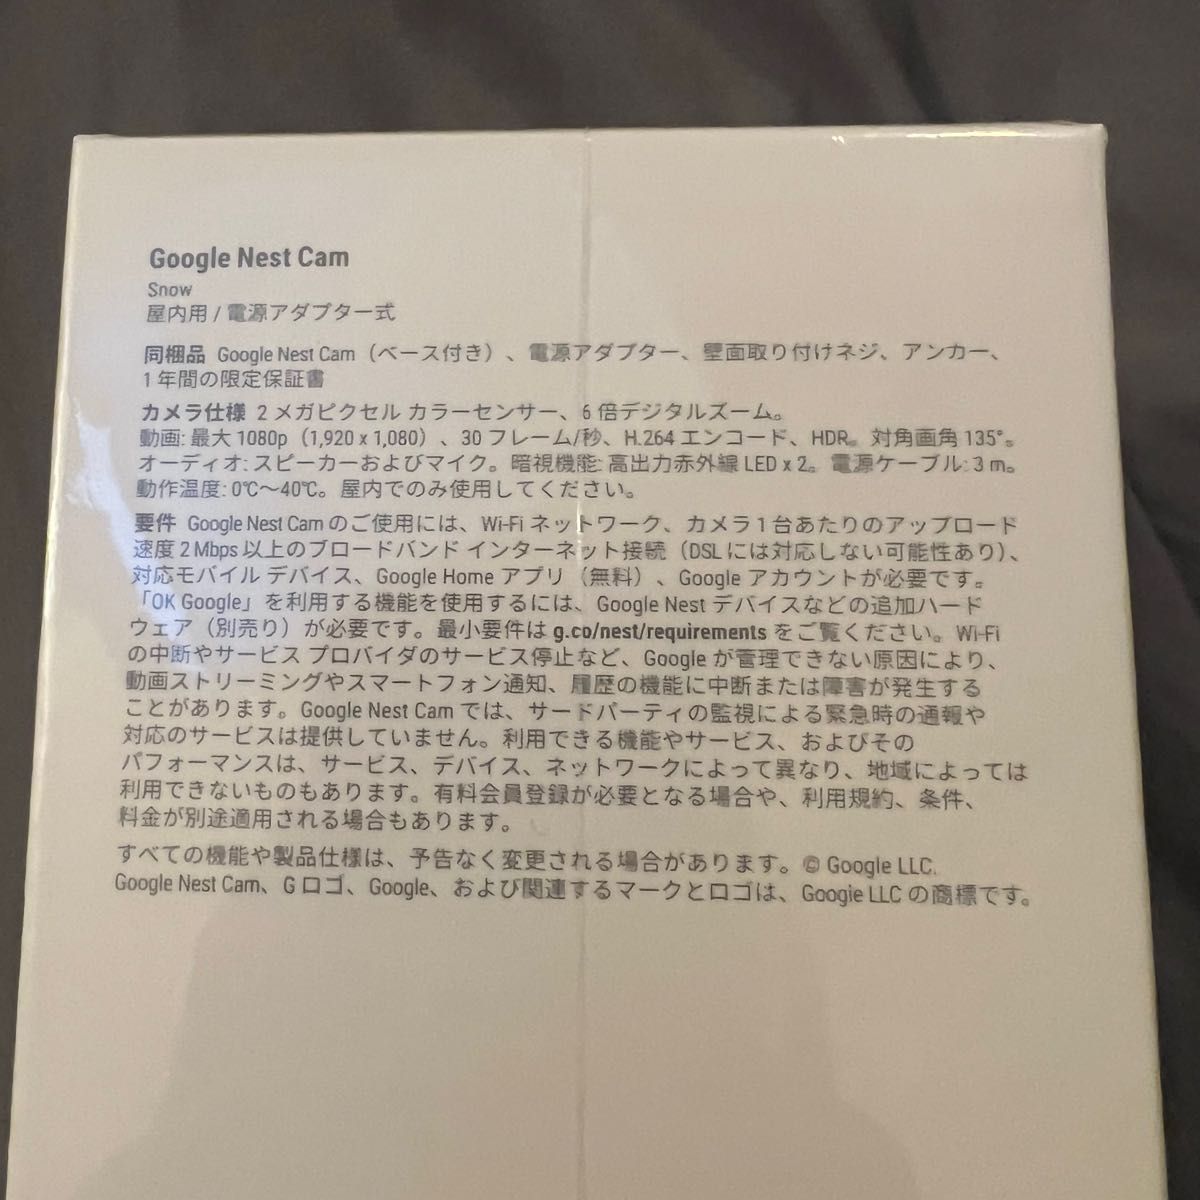 Google Nest Cam
Snow
屋内用 / 電源アダプター式
同梱品 Google Nest Cam（ベース付き）、電源アダプター、壁面取り付けネジ、アンカー、
1 年間の限定保証書
カメラ仕様 2 メガピクセル カラーセンサー、6 倍デジタルズーム。
動画: 最大 1080p（1,920 x 1,080）、30 フレーム/秒、H.264 エンコード、HDR。対角画角 135°。
オーディオ: スピーカーおよびマイク。暗視機能: 高出力赤外線 LED x 2。電源ケーブル: 3 m。
動作温度: 0℃～40℃。屋内でのみ使用してください。
要件 Google Nest Cam のご使用には、Wi-Fi ネットワーク、カメラ 1 台あたりのアップロード
速度 2 Mbps 以上のブロードバンド インターネット接続（DSL には対応しない可能性あり）、
対応モバイル デバイス、Google Home アプリ（無料）、Google アカウントが必要です。
「OK Google」を利用する機能を使用するには、Google Nest デバイスなどの追加ハード
ウェア（別売り）が必要です。最小要件は g.co/nest/requirements をご覧ください。Wi-Fi
の中断やサービス プロバイダのサービス停止など、Google が管理できない原因により、
動画ストリーミングやスマートフォン通知、履歴の機能に中断または障害が発生する
ことがあります。Google Nest Cam では、サードパーティの監視による緊急時の通報や
対応のサービスは提供していません。利用できる機能やサービス、およびその
パフォーマンスは、サービス、デバイス、ネットワークによって異なり、地域によっては
利用できないものもあります。有料会員登録が必要となる場合や、利用規約、条件、
料金が別途適用される場合もあります。
すべての機能や製品仕様は、予告なく変更される場合があります。© Google LLC.
Google Nest Cam、G ロゴ、Google、および関連するマークとロゴは、Google LLC の商標です。